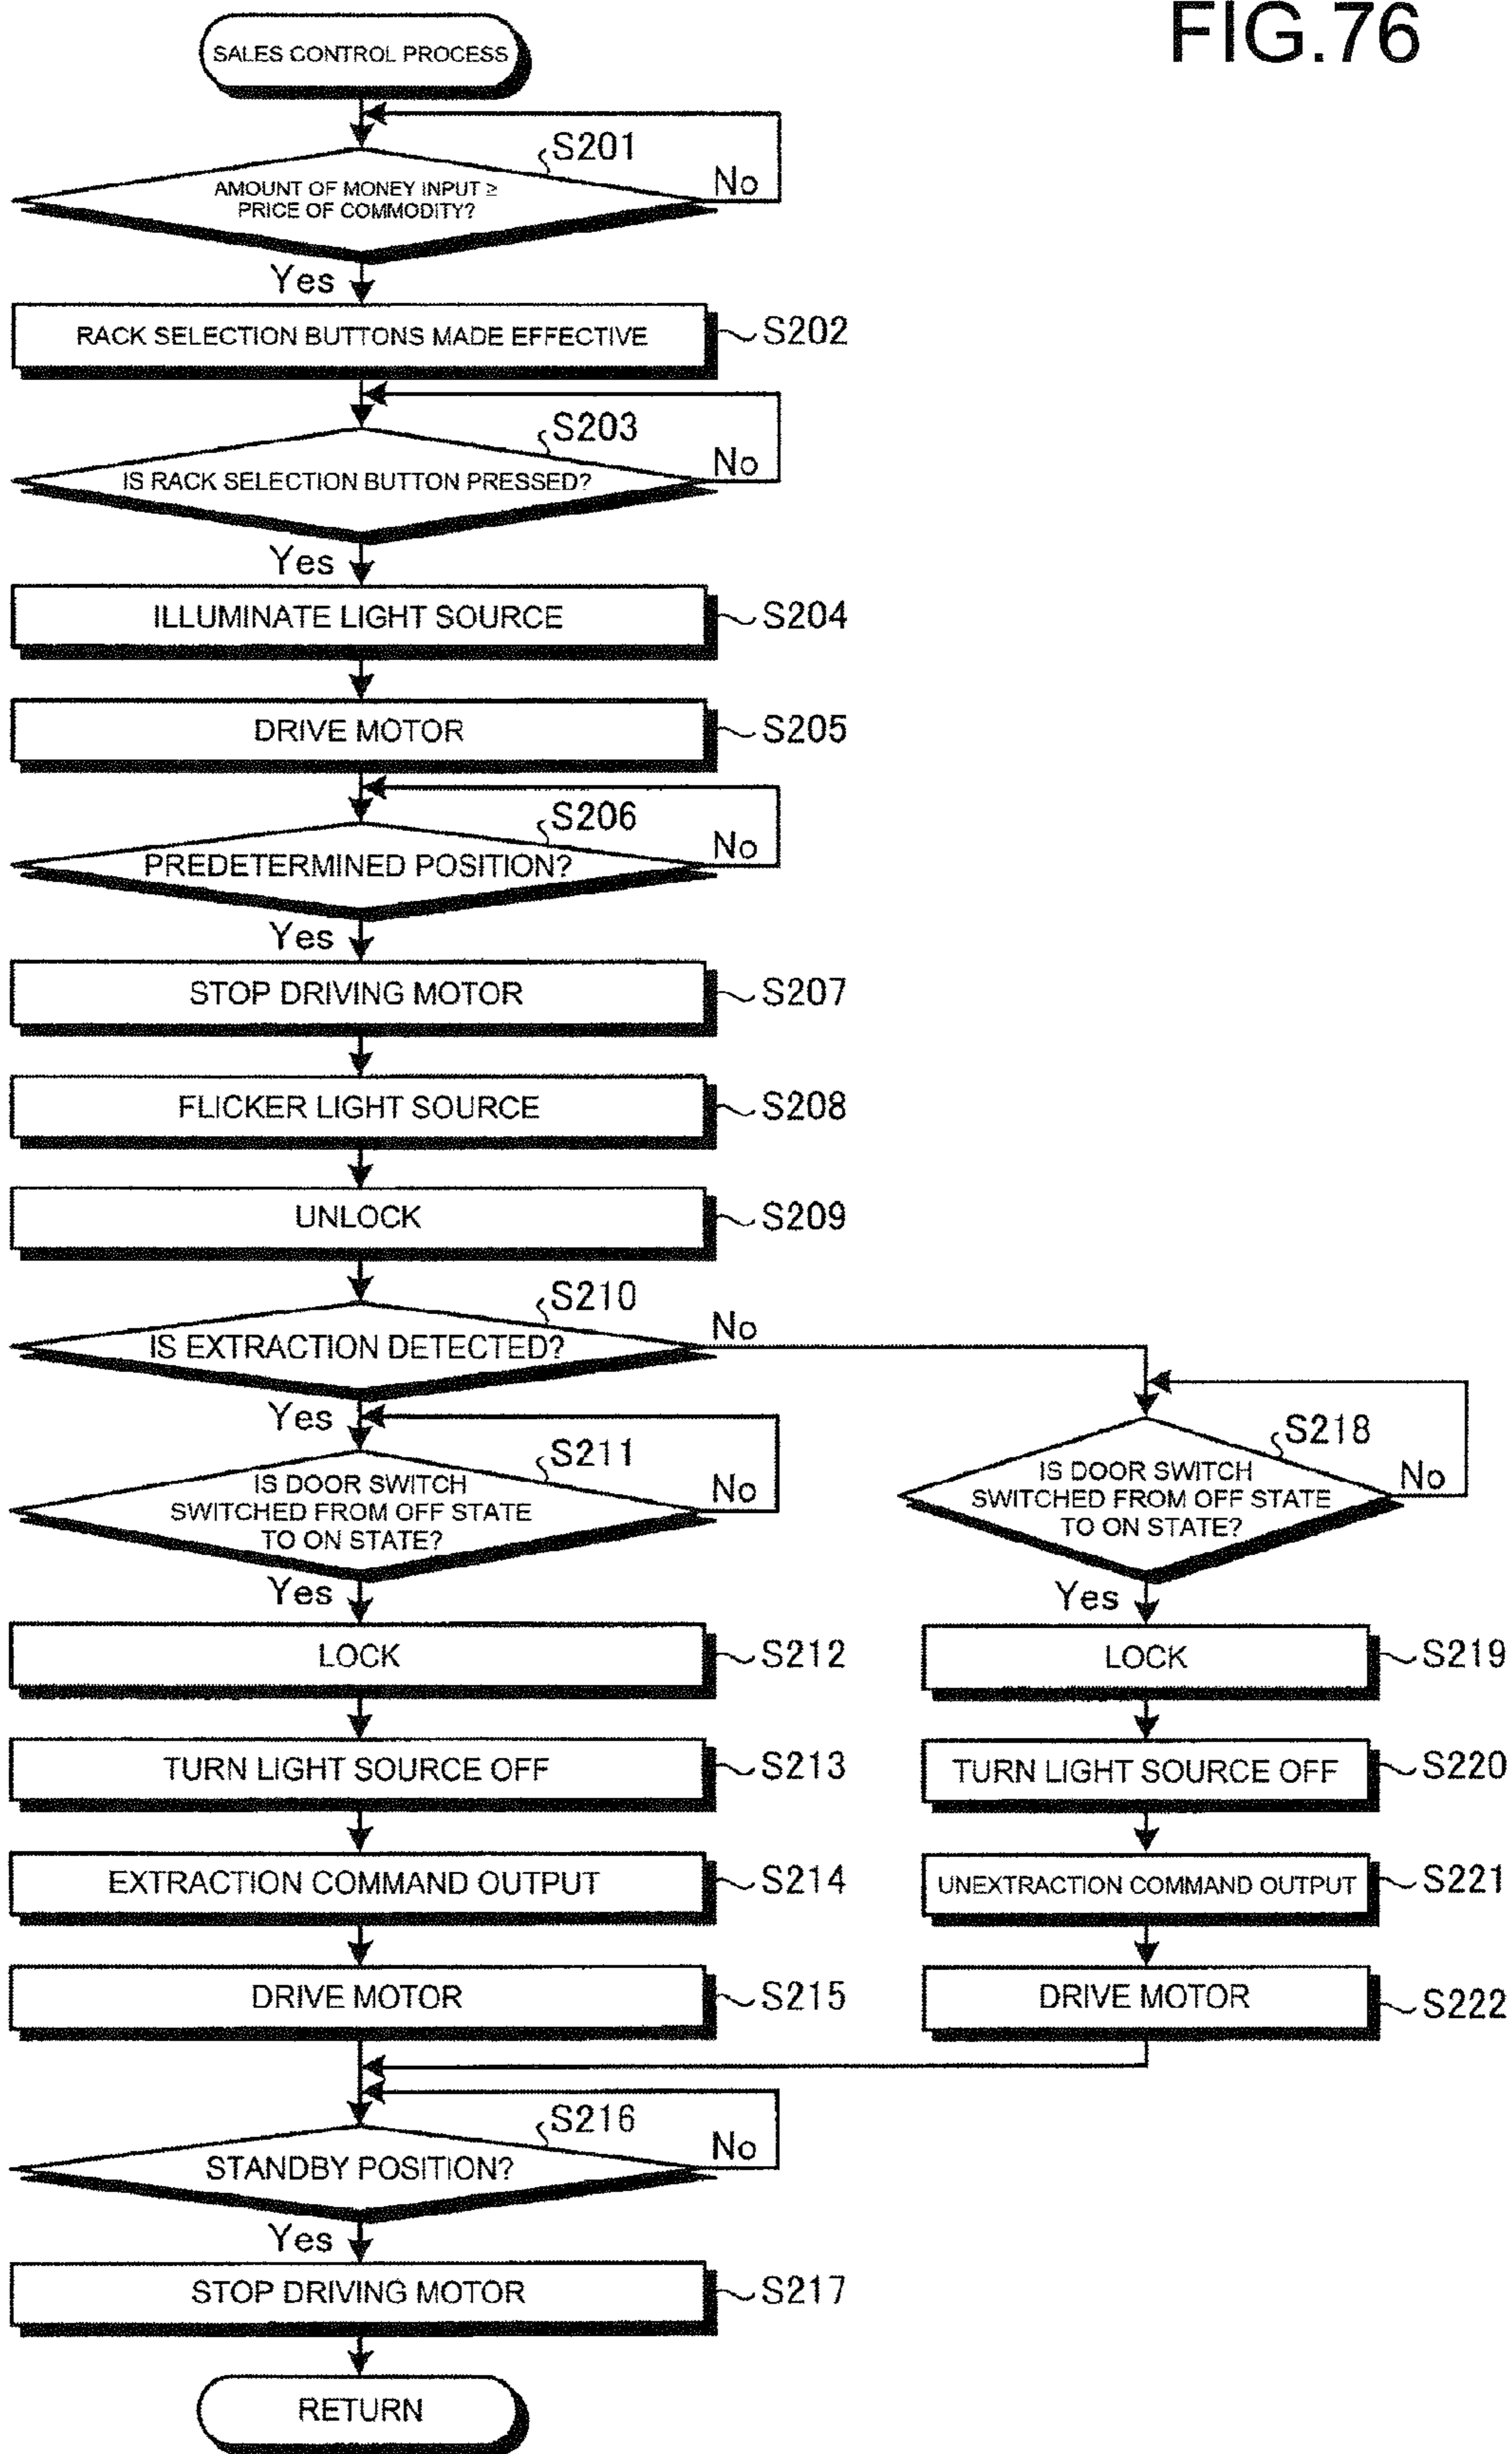 FIG.76
SALES CONTROL PROCESS
S201
AMOUNT OF MONEY INPUT ≥
PRICE OF COMMODITY?
No
Yes
RACK SELECTION BUTTONS MADE EFFECTIVE
S202
S203
IS RACK SELECTION BUTTON PRESSED?
No
Yes
ILLUMINATE LIGHT SOURCE
S204
DRIVE MOTOR
S205
S206
PREDETERMINED POSITION?
No
Yes
STOP DRIVING MOTOR
S207
FLICKER LIGHT SOURCE
S208
UNLOCK
S209
S210
IS EXTRACTION DETECTED?
No
Yes
S211
IS DOOR SWITCH
SWITCHED FROM OFF STATE
TO ON STATE?
No
Yes
LOCK
S212
TURN LIGHT SOURCE OFF
S213
EXTRACTION COMMAND OUTPUT
S214
DRIVE MOTOR
S215
S218
IS DOOR SWITCH
SWITCHED FROM OFF STATE
TO ON STATE?
No
Yes
LOCK
S219
TURN LIGHT SOURCE OFF
S220
UNEXTRACTION COMMAND OUTPUT
S221
DRIVE MOTOR
S222
S216
STANDBY POSITION?
No
Yes
STOP DRIVING MOTOR
S217
RETURN